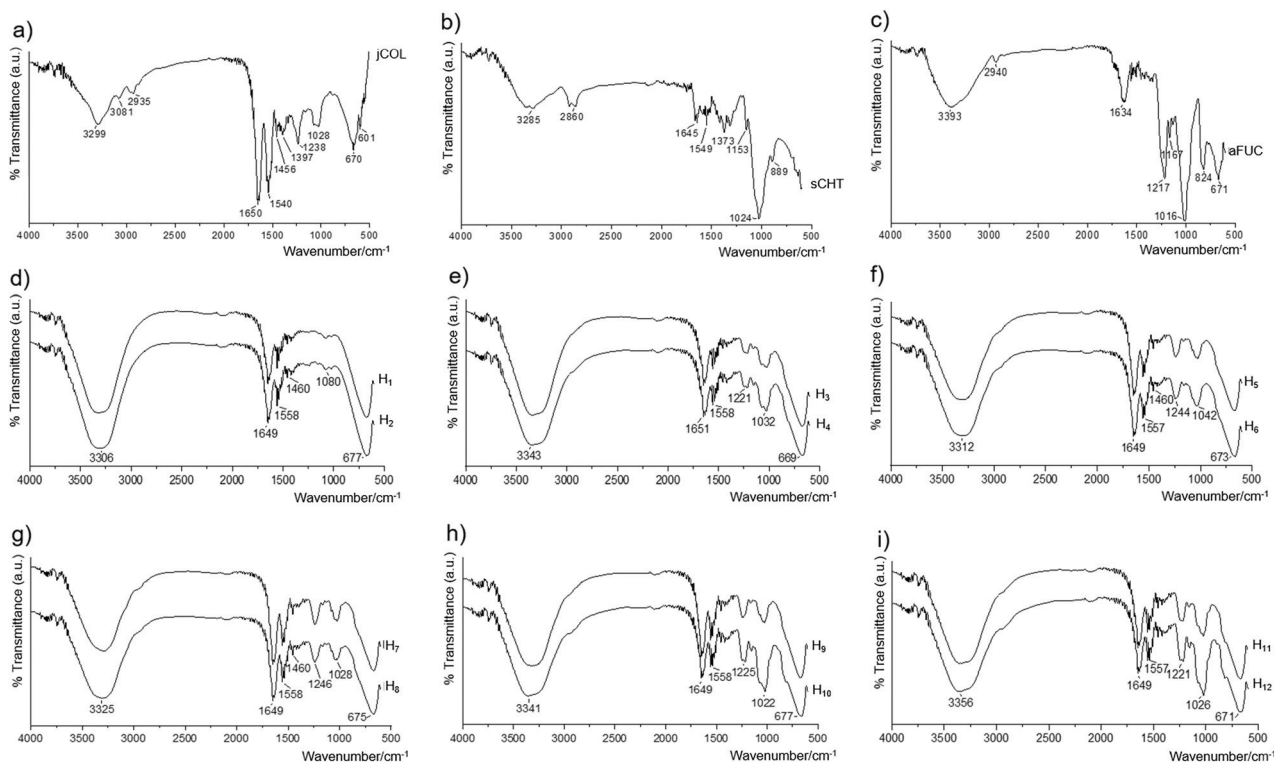 a)
% Transmittance (a.u.)
jCOL
3299
3081
2935
1650
1540
1456
1397
1238
1028
670
601
4000 3500 3000 2500 2000 1500 1000 500
Wavenumber/cm-1
b)
% Transmittance (a.u.)
sCHT
3285
2860
1645
1549
1373
1153
1024
889
4000 3500 3000 2500 2000 1500 1000 500
Wavenumber/cm-1
c)
% Transmittance (a.u.)
aFUC
3393
2940
1634
1217
1167
1016
824
671
4000 3500 3000 2500 2000 1500 1000 500
Wavenumber/cm-1
d)
% Transmittance (a.u.)
H1
H2
3306
1649
1558
1460
1080
677
4000 3500 3000 2500 2000 1500 1000 500
Wavenumber/cm-1
e)
% Transmittance (a.u.)
H3
H4
3343
1651
1558
1221
1032
669
4000 3500 3000 2500 2000 1500 1000 500
Wavenumber/cm-1
f)
% Transmittance (a.u.)
H5
H6
3312
1649
1557
1460
1244
1042
673
4000 3500 3000 2500 2000 1500 1000 500
Wavenumber/cm-1
g)
% Transmittance (a.u.)
H7
H8
3325
1649
1558
1460
1246
1028
675
4000 3500 3000 2500 2000 1500 1000 500
Wavenumber/cm-1
h)
% Transmittance (a.u.)
H9
H10
3341
1649
1558
1225
1022
677
4000 3500 3000 2500 2000 1500 1000 500
Wavenumber/cm-1
i)
% Transmittance (a.u.)
H11
H12
3356
1649
1557
1221
1026
671
4000 3500 3000 2500 2000 1500 1000 500
Wavenumber/cm-1